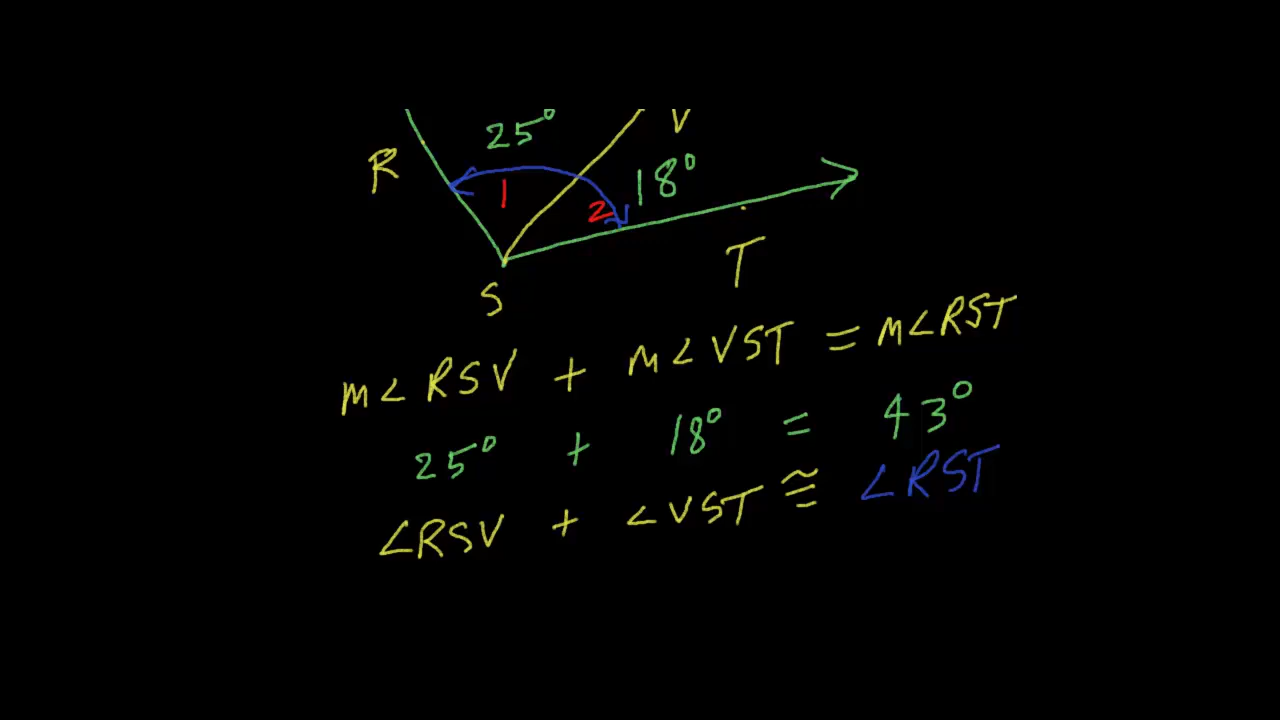 25° V
R 1 2 18°
S T
m∠RSV + m∠VST = m∠RST
25° + 18° = 43°
∠RSV + ∠VST ≅ ∠RST